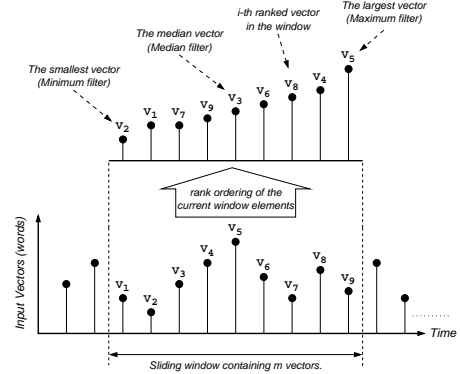 The largest vector
(Maximum filter)
i-th ranked vector
in the window
The median vector
(Median filter)
The smallest vector
(Minimum filter)
v2 v1 v7 v9 v3 v6 v8 v4 v5
rank ordering of the
current window elements
Input Vectors (words)
v1 v2 v3 v4 v5 v6 v7 v8 v9
Time
Sliding window containing m vectors.